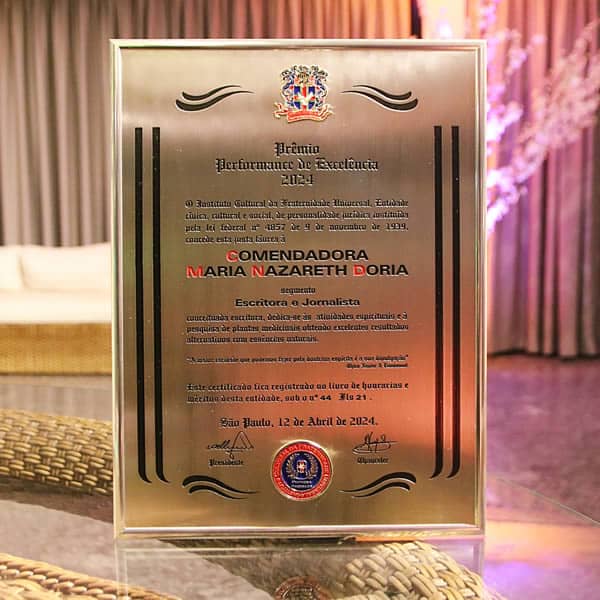 Prêmio
Performance de Excelência
2024
O Instituto Cultural da Fraternidade Universal, Entidade
cívica, cultural e social, de personalidade jurídica instituída
pela lei federal nº 4857 de 9 de novembro de 1939,
concede esta justa láurea à
COMENDADORA
MARIA NAZARETH DORIA
segmento
Escritora e Jornalista
conceituada escritora, dedica-se às atividades espirituais e à
pesquisa de plantas medicinais obtendo excelentes resultados
alternativos com essências naturais.
Este certificado fica registrado no livro de honrarias e
méritos desta entidade, sob o nº 44 Fls 21 .
São Paulo, 12 de Abril de 2024.
Presidente
Chanceler